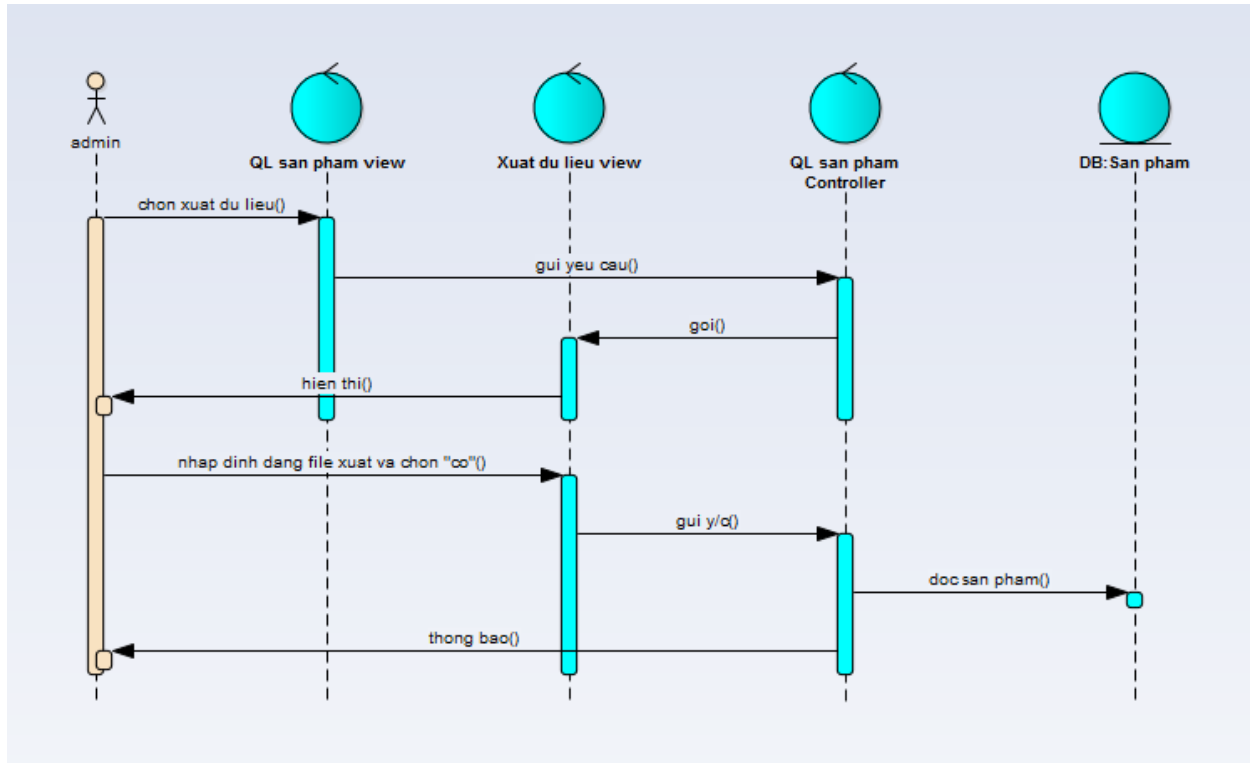 admin
QL san pham view
Xuat du lieu view
QL san pham
Controller
DB:San pham
chon xuat du lieu()
gui yeu cau()
goi()
hien thi()
nhap dinh dang file xuat va chon "co"()
gui y/c()
doc san pham()
thong bao()